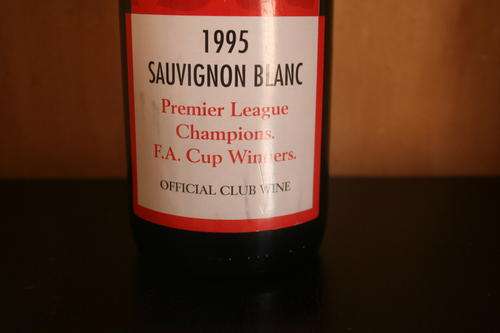 1995
SAUVIGNON BLANC
Premier League
Champions.
F.A. Cup Winners.
OFFICIAL CLUB WINE